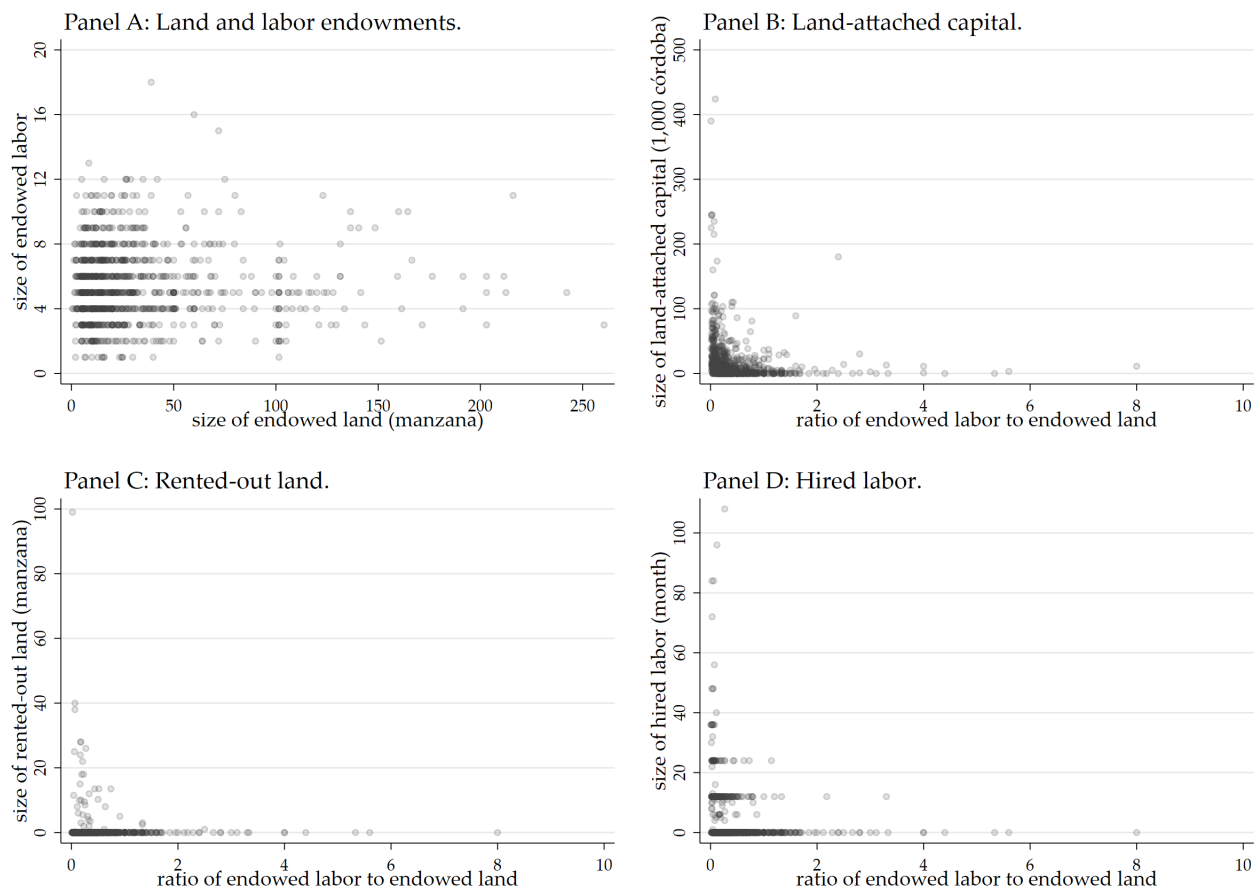 Panel A: Land and labor endowments.
size of endowed labor
20
16
12
8
4
0
0 50 100 150 200 250
size of endowed land (manzana)
Panel B: Land-attached capital.
size of land-attached capital (1,000 córdoba)
500
400
300
200
100
0
0 2 4 6 8 10
ratio of endowed labor to endowed land
Panel C: Rented-out land.
size of rented-out land (manzana)
100
80
60
40
20
0
0 2 4 6 8 10
ratio of endowed labor to endowed land
Panel D: Hired labor.
size of hired labor (month)
100
80
60
40
20
0
0 2 4 6 8 10
ratio of endowed labor to endowed land